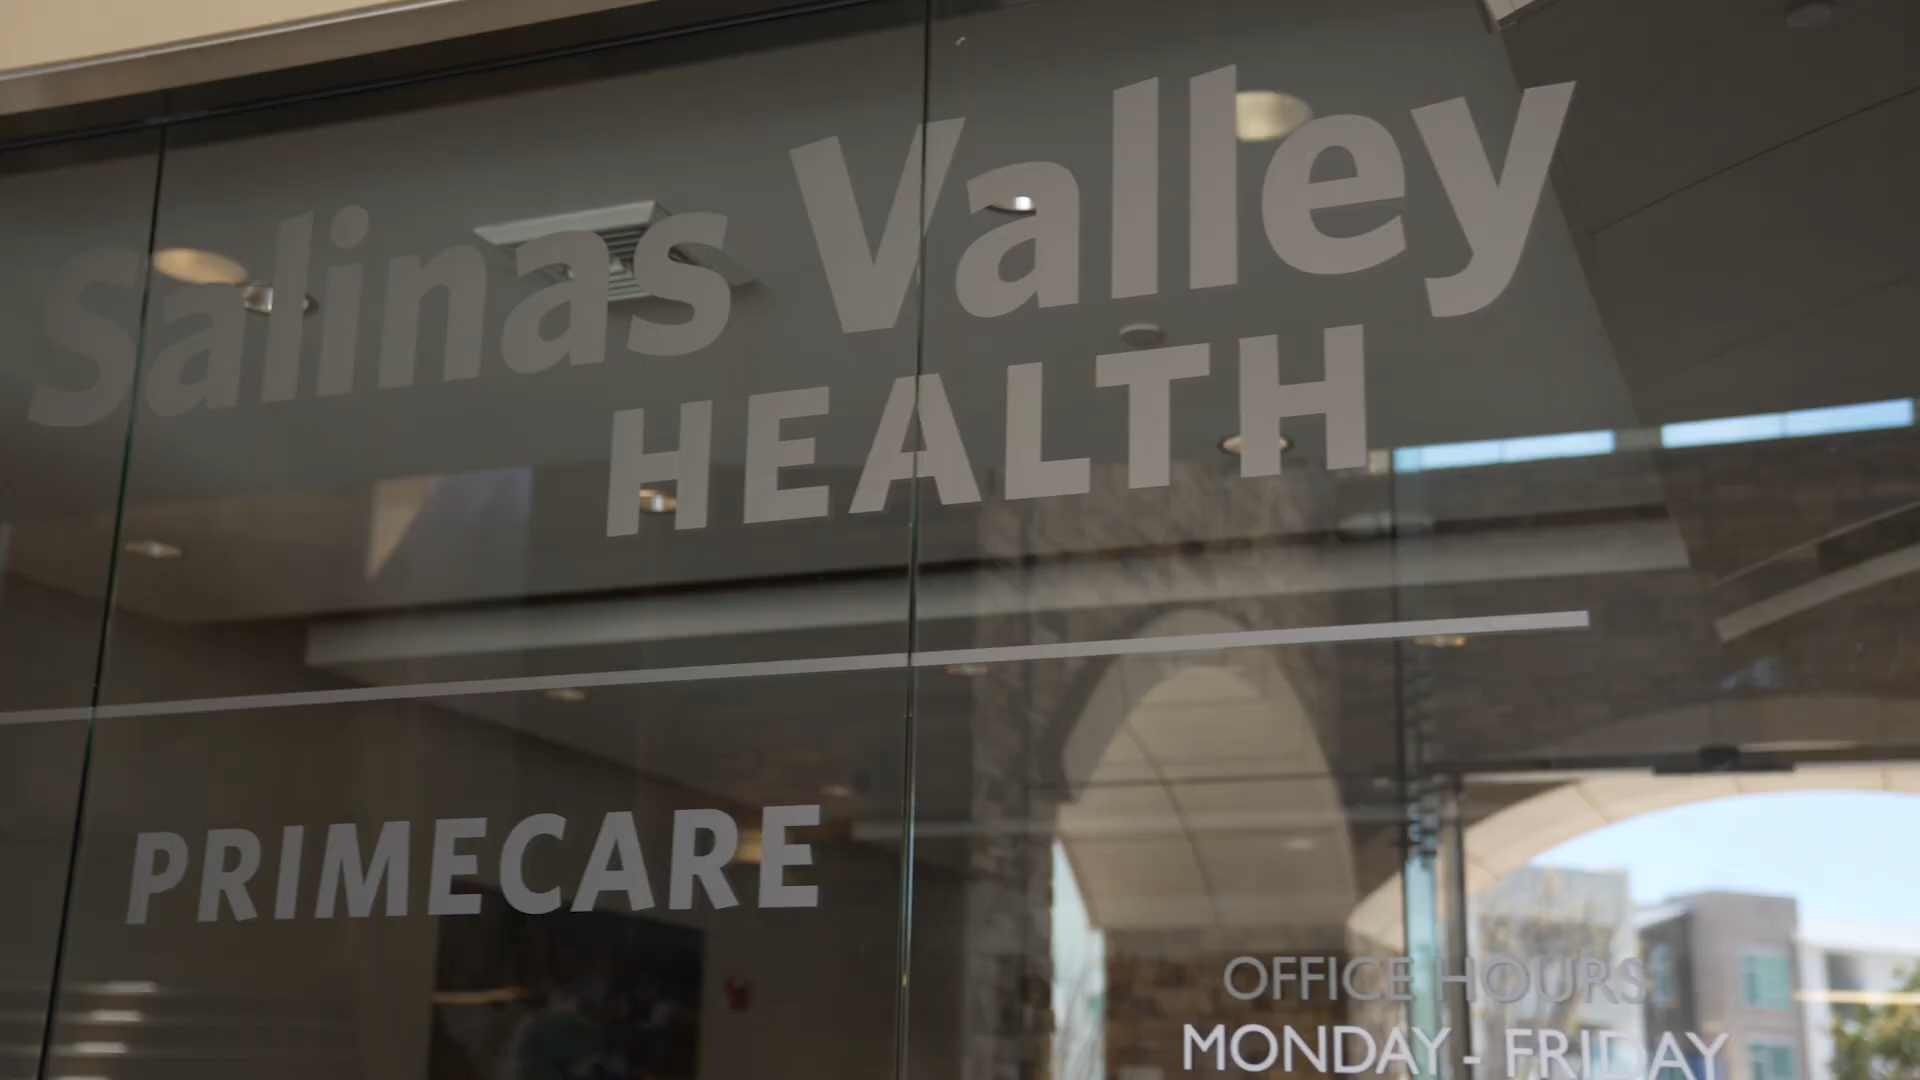 Salinas Valley
HEALTH
PRIMECARE
OFFICE HOURS
MONDAY - FRIDAY